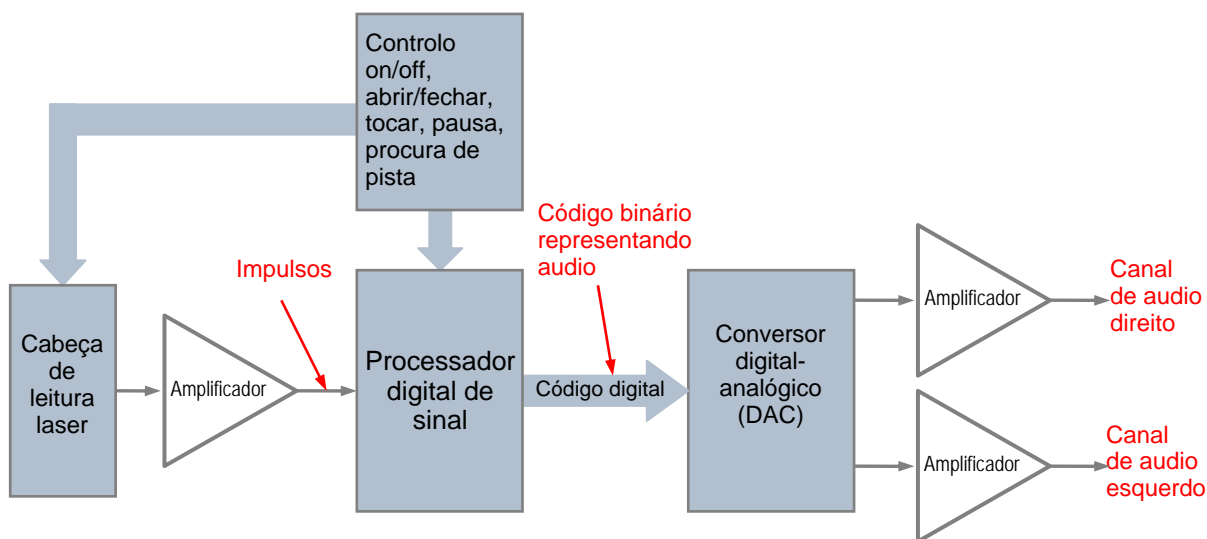 Controlo
on/off,
abrir/fechar,
tocar, pausa,
procura de
pista
Código binário
representando
audio
Impulsos
Cabeça
de
leitura
laser
Amplificador
Processador
digital de
sinal
Código digital
Conversor
digital-
analógico
(DAC)
Amplificador
Canal
de audio
direito
Amplificador
Canal
de audio
esquerdo